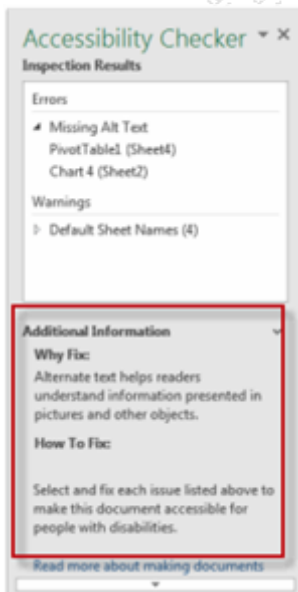 Accessibility Checker
Inspection Results
Errors
Missing Alt Text
PivotTable1 (Sheet4)
Chart 4 (Sheet2)
Warnings
Default Sheet Names (4)
Additional Information
Why Fix:
Alternate text helps readers
understand information presented in
pictures and other objects.
How To Fix:
Select and fix each issue listed above to
make this document accessible for
people with disabilities.
Read more about making documents